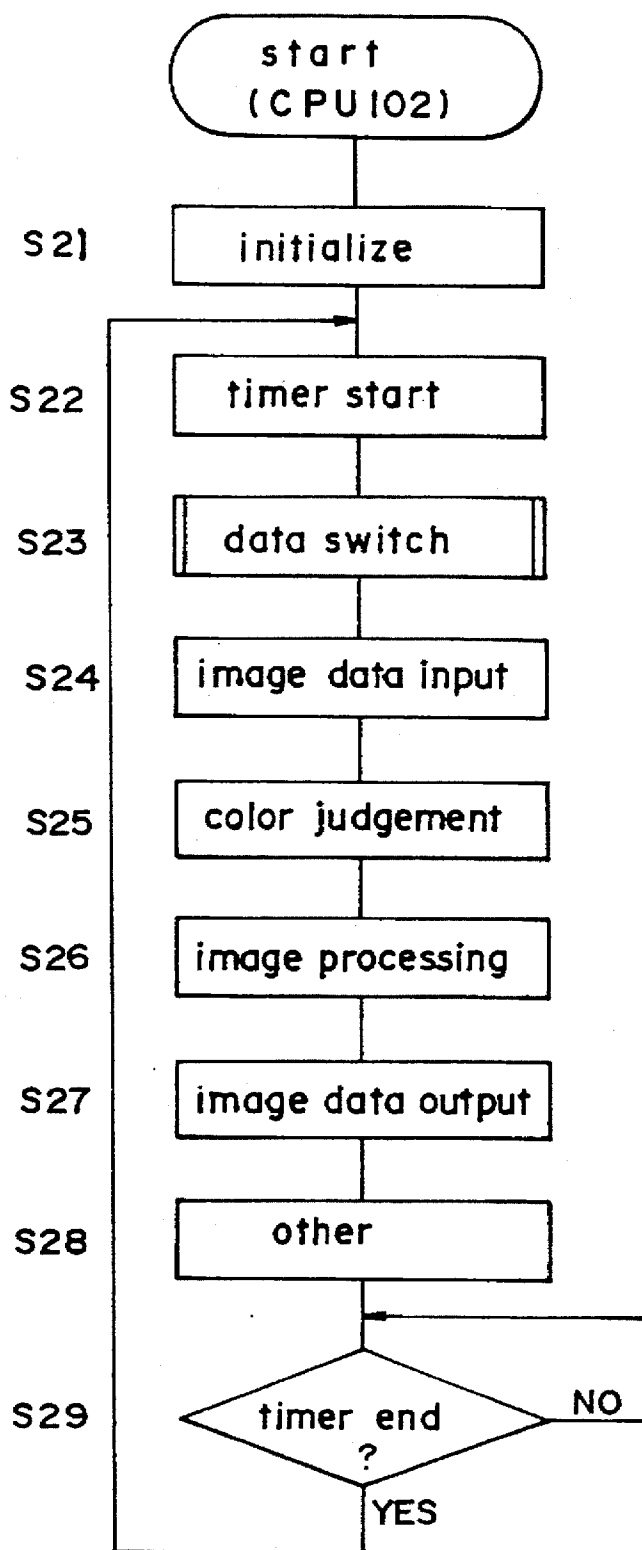 start
(CPU102)
S21
initialize
S22
timer start
S23
data switch
S24
image data input
S25
color judgement
S26
image processing
S27
image data output
S28
other
S29
timer end
?
NO
YES